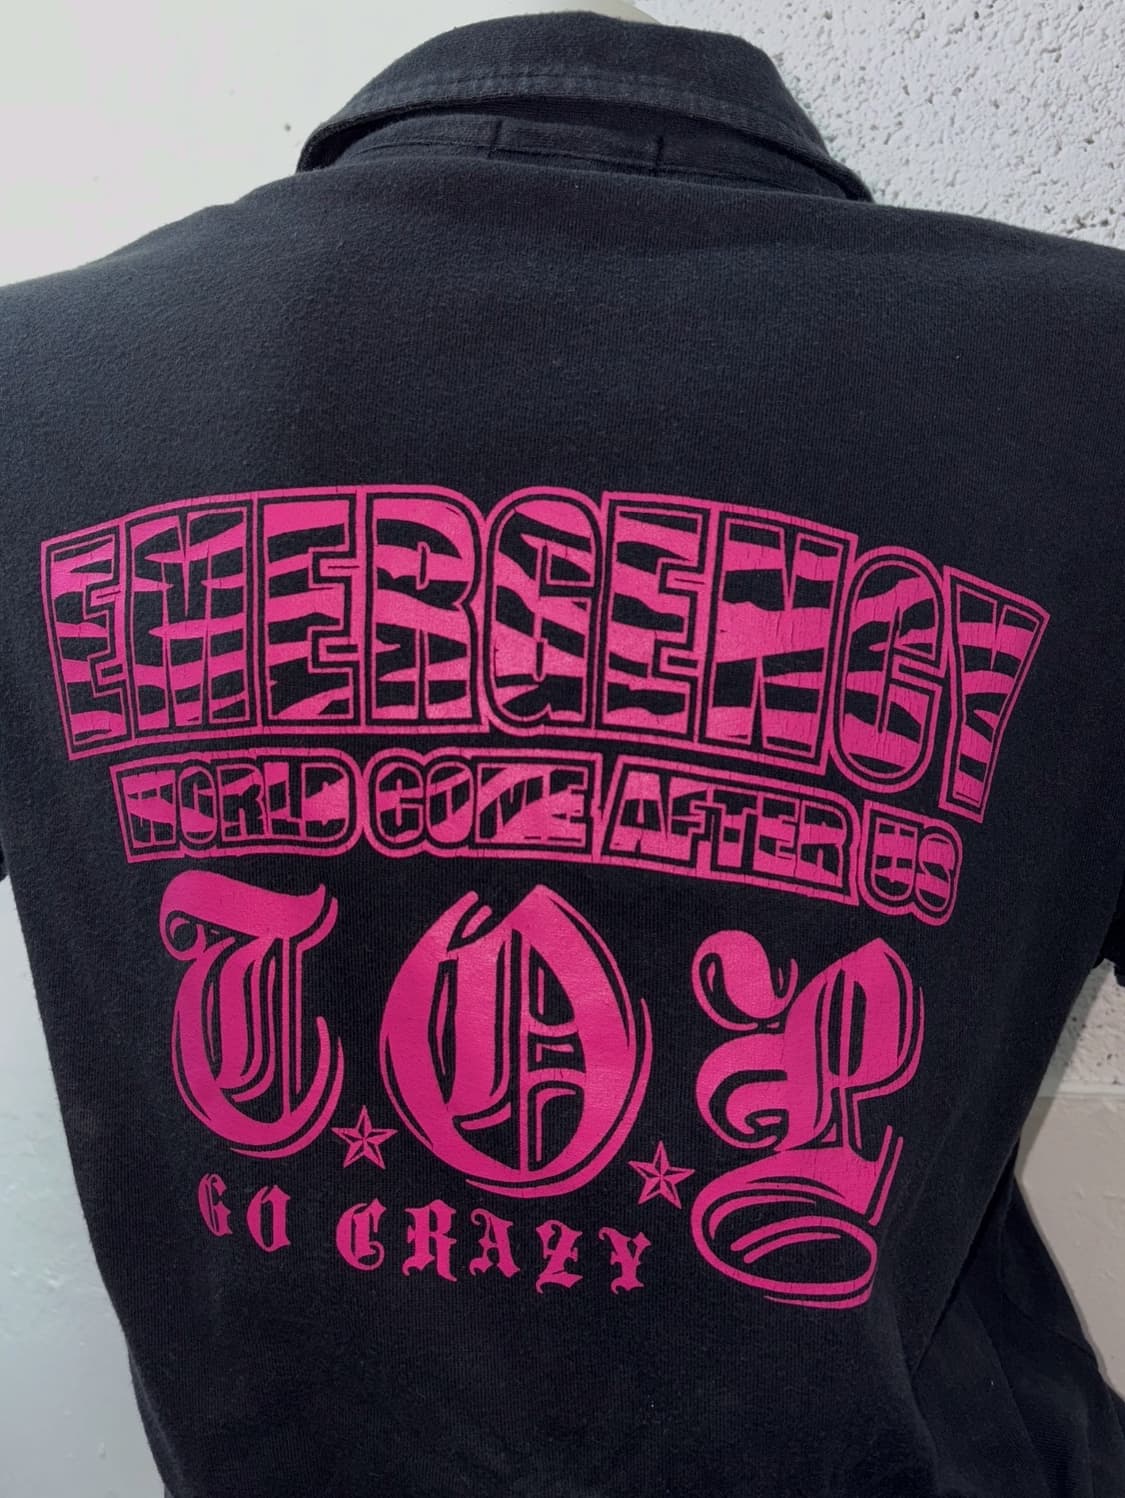 EMERGENCY
WORLD COME AFTER US
T.O.L
GO CRAZY